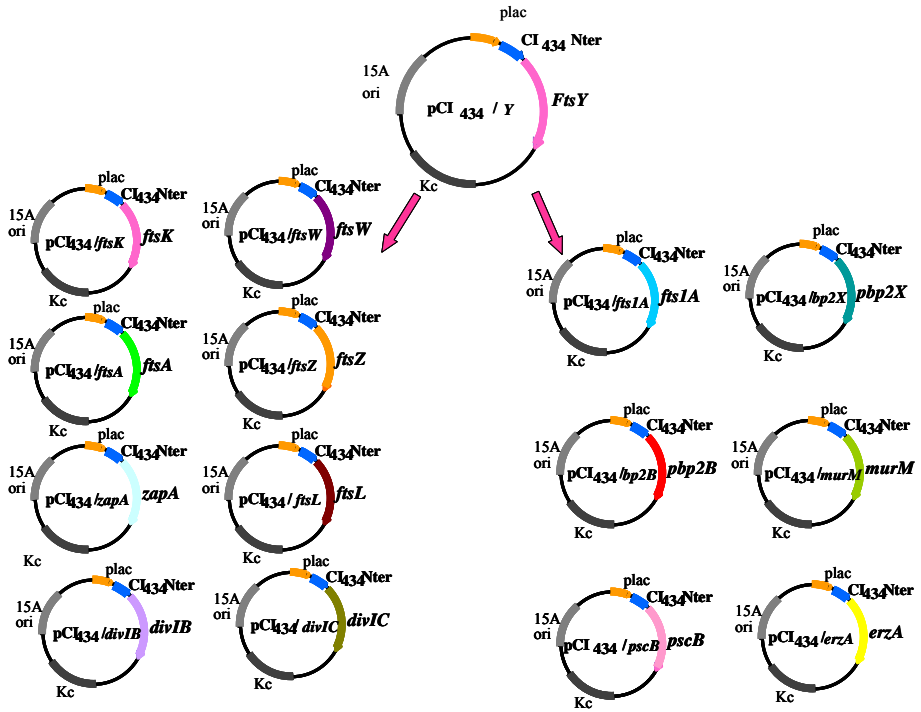 plac
CI 434 Nter
15A
ori
pCI 434 / Y
FtsY
Kc
plac
CI434Nter
15A
ori
pCI434/ftsK
ftsK
Kc
plac
CI434Nter
15A
ori
pCI434/ftsW
ftsW
Kc
plac
CI434Nter
15A
ori
pCI434/fts1A
fts1A
Kc
plac
CI434Nter
15A
ori
pCI434/bp2X
pbp2X
Kc
plac
CI434Nter
15A
ori
pCI434/ftsA
ftsA
Kc
plac
CI434Nter
15A
ori
pCI434/ftsZ
ftsZ
Kc
plac
CI434Nter
15A
ori
pCI434/bp2B
pbp2B
Kc
plac
CI434Nter
15A
ori
pCI434/murM
murM
Kc
plac
CI434Nter
15A
ori
pCI434/zapA
zapA
Kc
plac
CI434Nter
15A
ori
pCI434/ftsL
ftsL
Kc
plac
CI434Nter
15A
ori
pCI434/divIB
divIB
Kc
plac
CI434Nter
15A
ori
pCI434/divIC
divIC
Kc
plac
CI434Nter
15A
ori
pCI 434 /pscB
pscB
Kc
plac
CI434Nter
15A
ori
pCI434/erzA
erzA
Kc